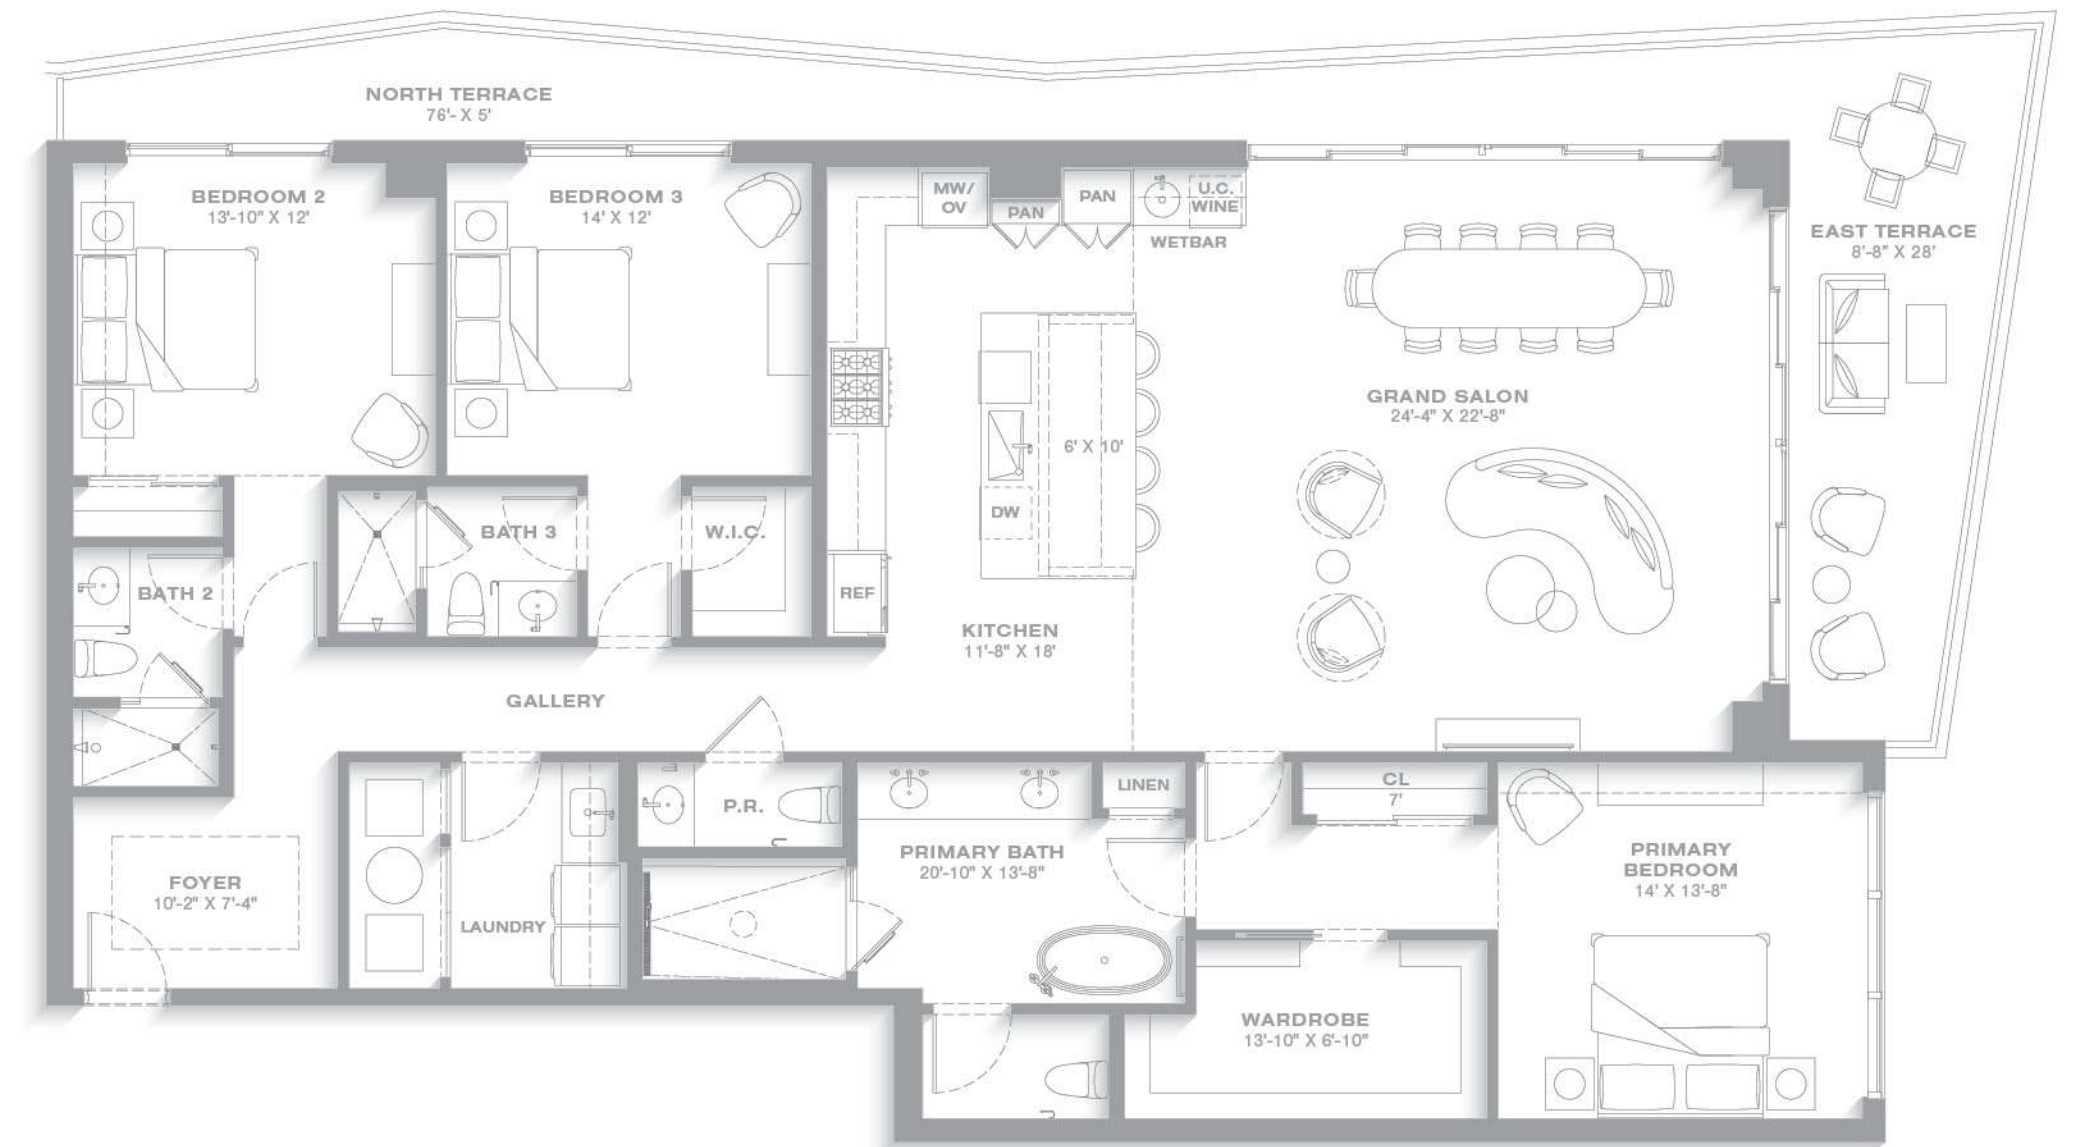 NORTH TERRACE
76'- X 5'
BEDROOM 2
13'-10" X 12'
BEDROOM 3
14' X 12'
MW/
OV
PAN
PAN
U.C.
WINE
WETBAR
EAST TERRACE
8'-8" X 28'
GRAND SALON
24'-4" X 22'-8"
6' X 10'
DW
BATH 3
W.I.C.
BATH 2
REF
KITCHEN
11'-8" X 18'
GALLERY
P.R.
LINEN
CL
7'
PRIMARY BATH
20'-10" X 13'-8"
PRIMARY
BEDROOM
14' X 13'-8"
FOYER
10'-2" X 7'-4"
LAUNDRY
WARDROBE
13'-10" X 6'-10"